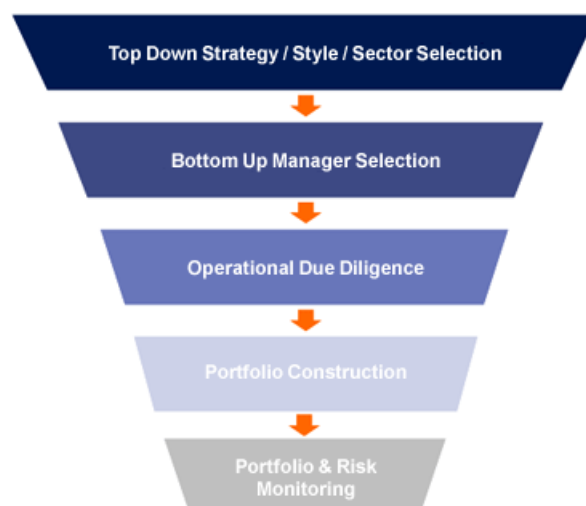 Top Down Strategy / Style / Sector Selection
Bottom Up Manager Selection
Operational Due Diligence
Portfolio Construction
Portfolio & Risk
Monitoring